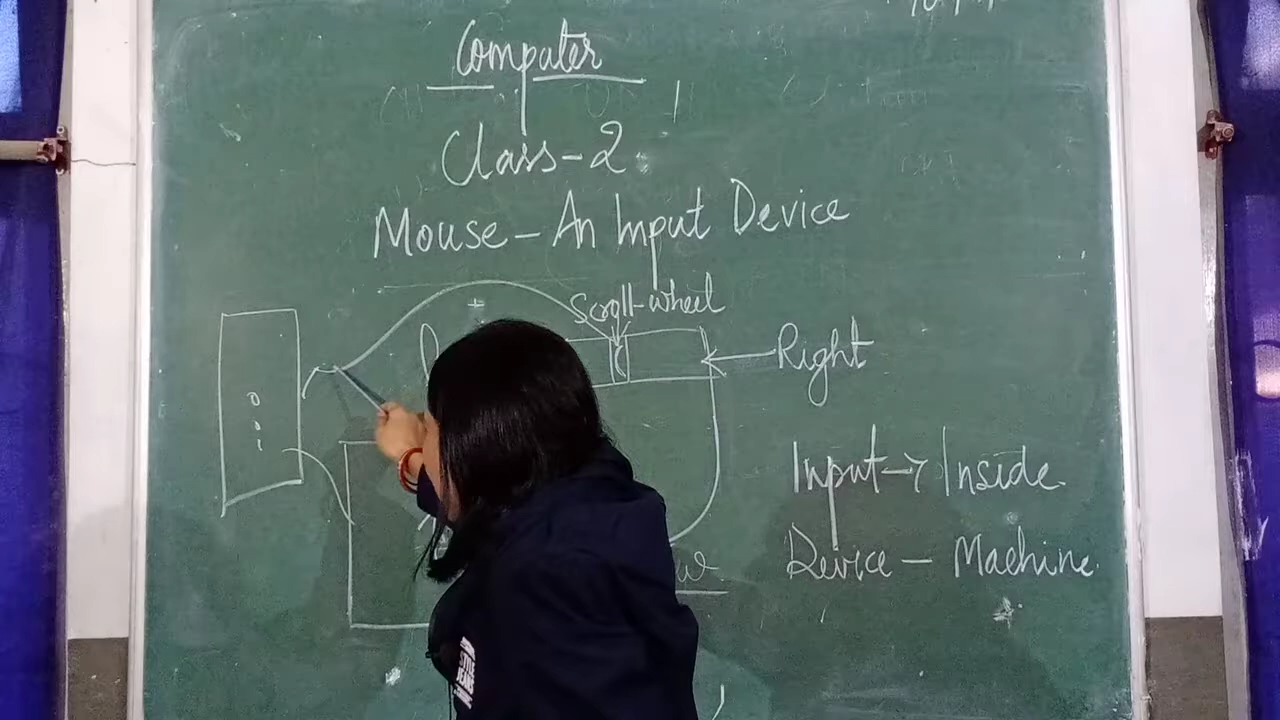 Computer
Class-2
Mouse - An Input Device
Scroll-wheel
Right
Input → Inside
Device - Machine